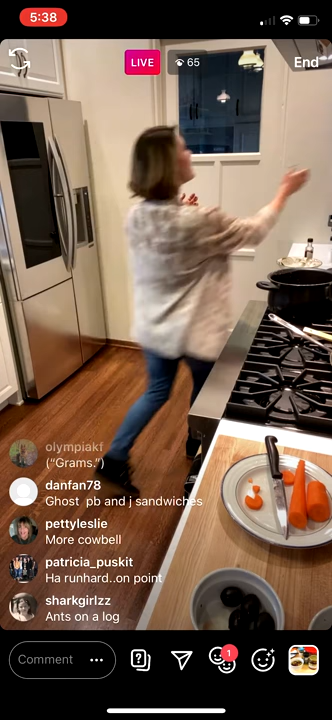 5:38
LIVE
65
End
olympiakf
("Grams.")
danfan78
Ghost pb and j sandwiches
pettyleslie
More cowbell
patricia_puskit
Ha runhard..on point
sharkgirlzz
Ants on a log
Comment
1